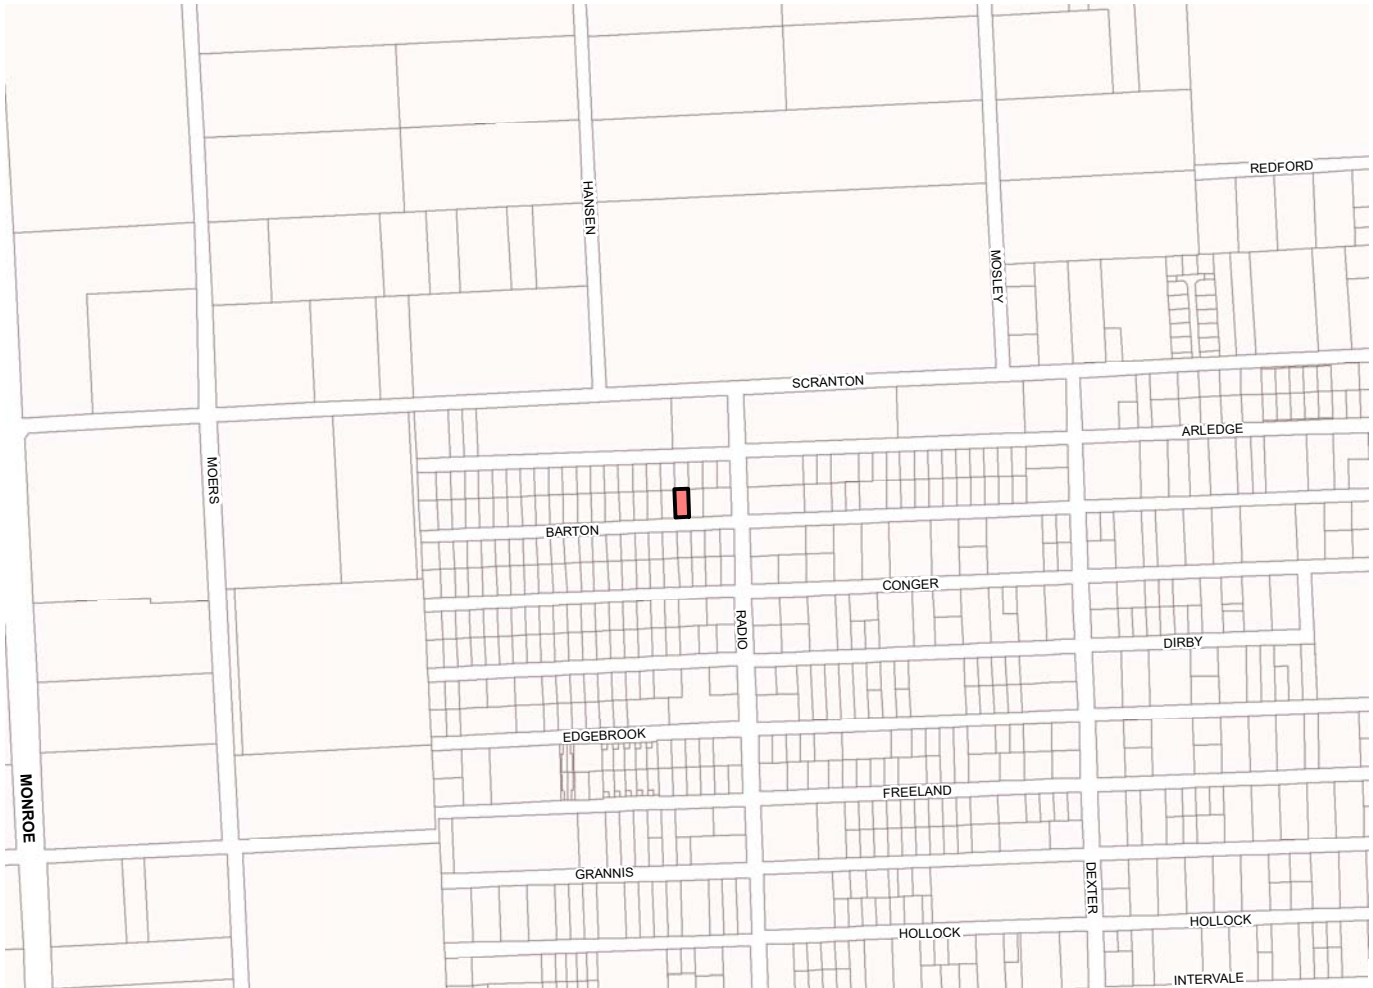 REDFORD
HANSEN
MOSLEY
SCRANTON
ARLEDGE
MOERS
BARTON
CONGER
RADIO
DIRBY
EDGEBROOK
MONROE
FREELAND
GRANNIS
DEXTER
HOLLOCK
HOLLOCK
INTERVALE